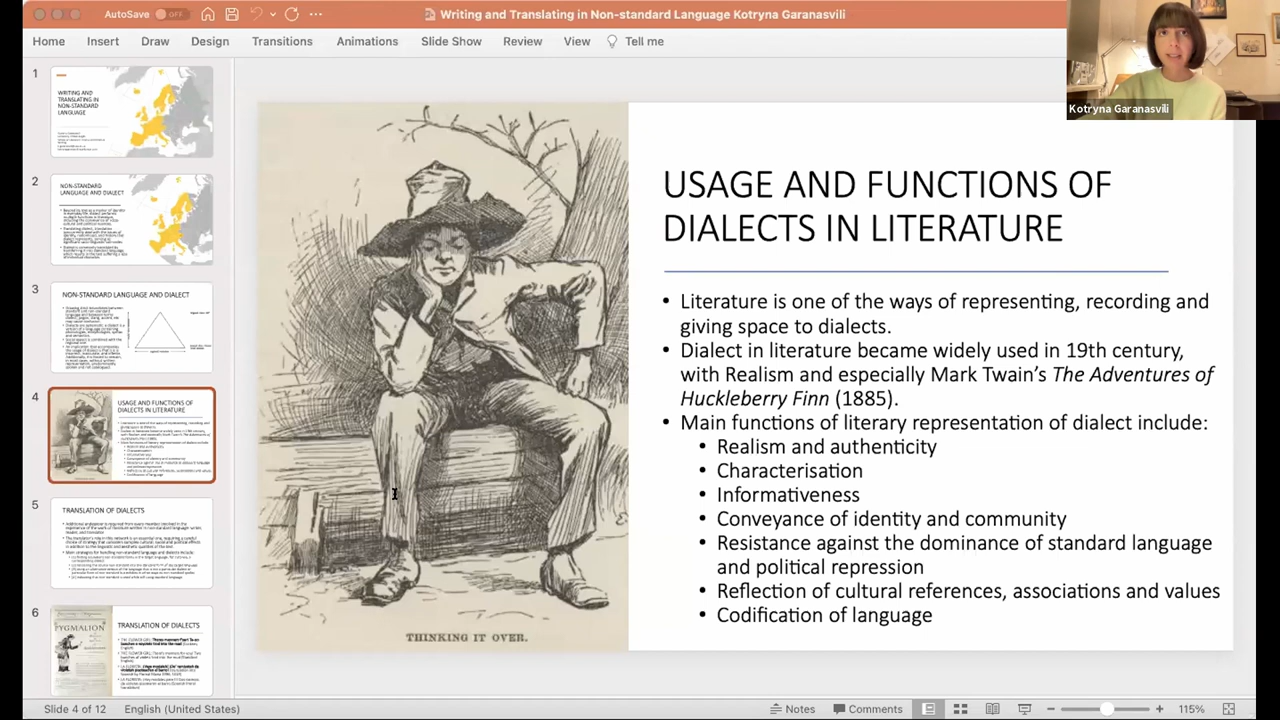 AutoSave OFF
Writing and Translating in Non-standard Language Kotryna Garanasvili
Home Insert Draw Design Transitions Animations Slide Show Review View Tell me
Kotryna Garanasvili
1
WRITING AND
TRANSLATING IN
NON-STANDARD
LANGUAGE
2
NON-STANDARD
LANGUAGE AND DIALECT
3
NON-STANDARD LANGUAGE AND DIALECT
4
USAGE AND FUNCTIONS OF
DIALECTS IN LITERATURE
5
TRANSLATION OF DIALECTS
6
PYGMALION
TRANSLATION OF DIALECTS
THINKING IT OVER.
USAGE AND FUNCTIONS OF
DIALECTS IN LITERATURE
• Literature is one of the ways of representing, recording and
giving space to dialects.
• Dialect in literature became widely used in 19th century,
with Realism and especially Mark Twain's The Adventures of
Huckleberry Finn (1885).
• Main functions of literary representation of dialect include:
• Realism and authenticity
• Characterisation
• Informativeness
• Conveyance of identity and community
• Resistance against the dominance of standard language
and political repression
• Reflection of cultural references, associations and values
• Codification of language
Slide 4 of 12 English (United States)
Notes Comments 115%